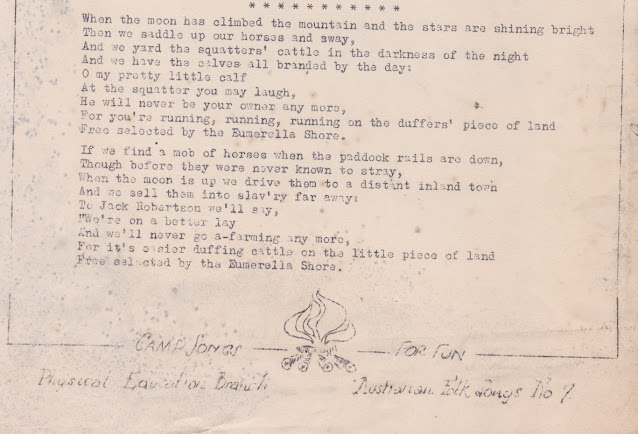 * * * * * * * * * * *
When the moon has climbed the mountain and the stars are shining bright
Then we saddle up our horses and away,
And we yard the squatters' cattle in the darkness of the night
And we have the calves all branded by the day:
O my pretty little calf
At the squatter you may laugh,
He will never be your owner any more,
For you're running, running, running on the duffers' piece of land
Free selected by the Eumerella Shore.
If we find a mob of horses when the paddock rails are down,
Though before they were never known to stray,
When the moon is up we drive them to a distant inland town
And we sell them into slav'ry far away:
To Jack Robertson we'll say,
"We're on a better lay
And we'll never go a-farming any more,
For it's easier duffing cattle on the little piece of land
Free selected by the Eumerella Shore.
CAMP SONGS FOR FUN
Physical Education Branch Australian Folk Songs No 7.